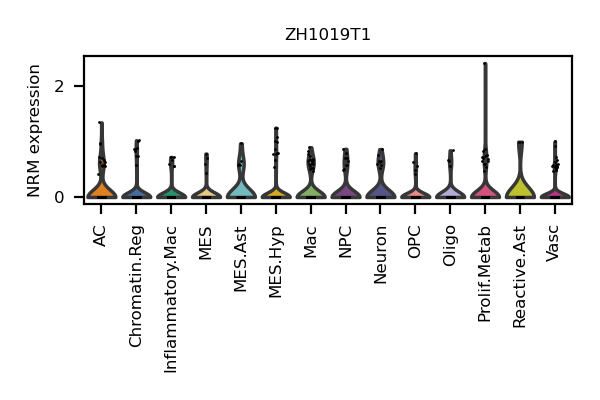 ZH1019T1
NRM expression
2
0
AC
Chromatin.Reg
Inflammatory.Mac
MES
MES.Ast
MES.Hyp
Mac
NPC
Neuron
OPC
Oligo
Prolif.Metab
Reactive.Ast
Vasc